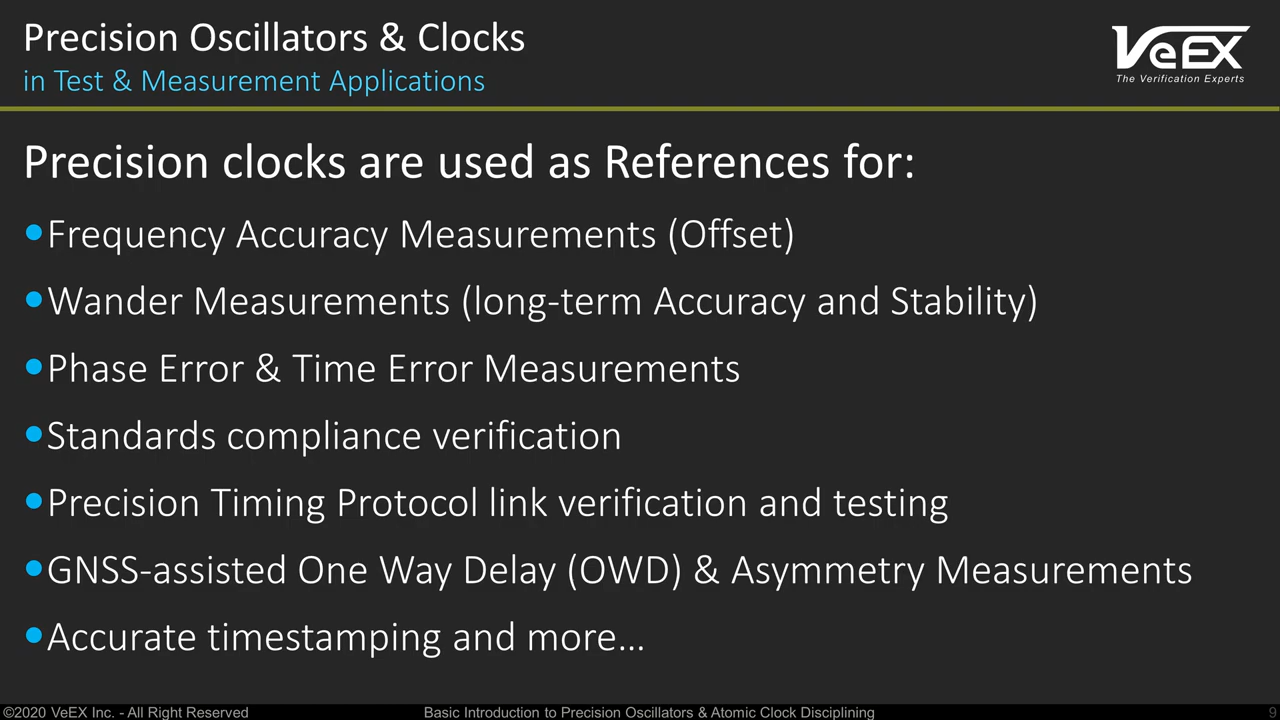 Precision Oscillators & Clocks
in Test & Measurement Applications
VeEX
The Verification Experts
Precision clocks are used as References for:
•Frequency Accuracy Measurements (Offset)
•Wander Measurements (long-term Accuracy and Stability)
•Phase Error & Time Error Measurements
•Standards compliance verification
•Precision Timing Protocol link verification and testing
•GNSS-assisted One Way Delay (OWD) & Asymmetry Measurements
•Accurate timestamping and more...
©2020 VeEX Inc. - All Right Reserved
Basic Introduction to Precision Oscillators & Atomic Clock Disciplining
9